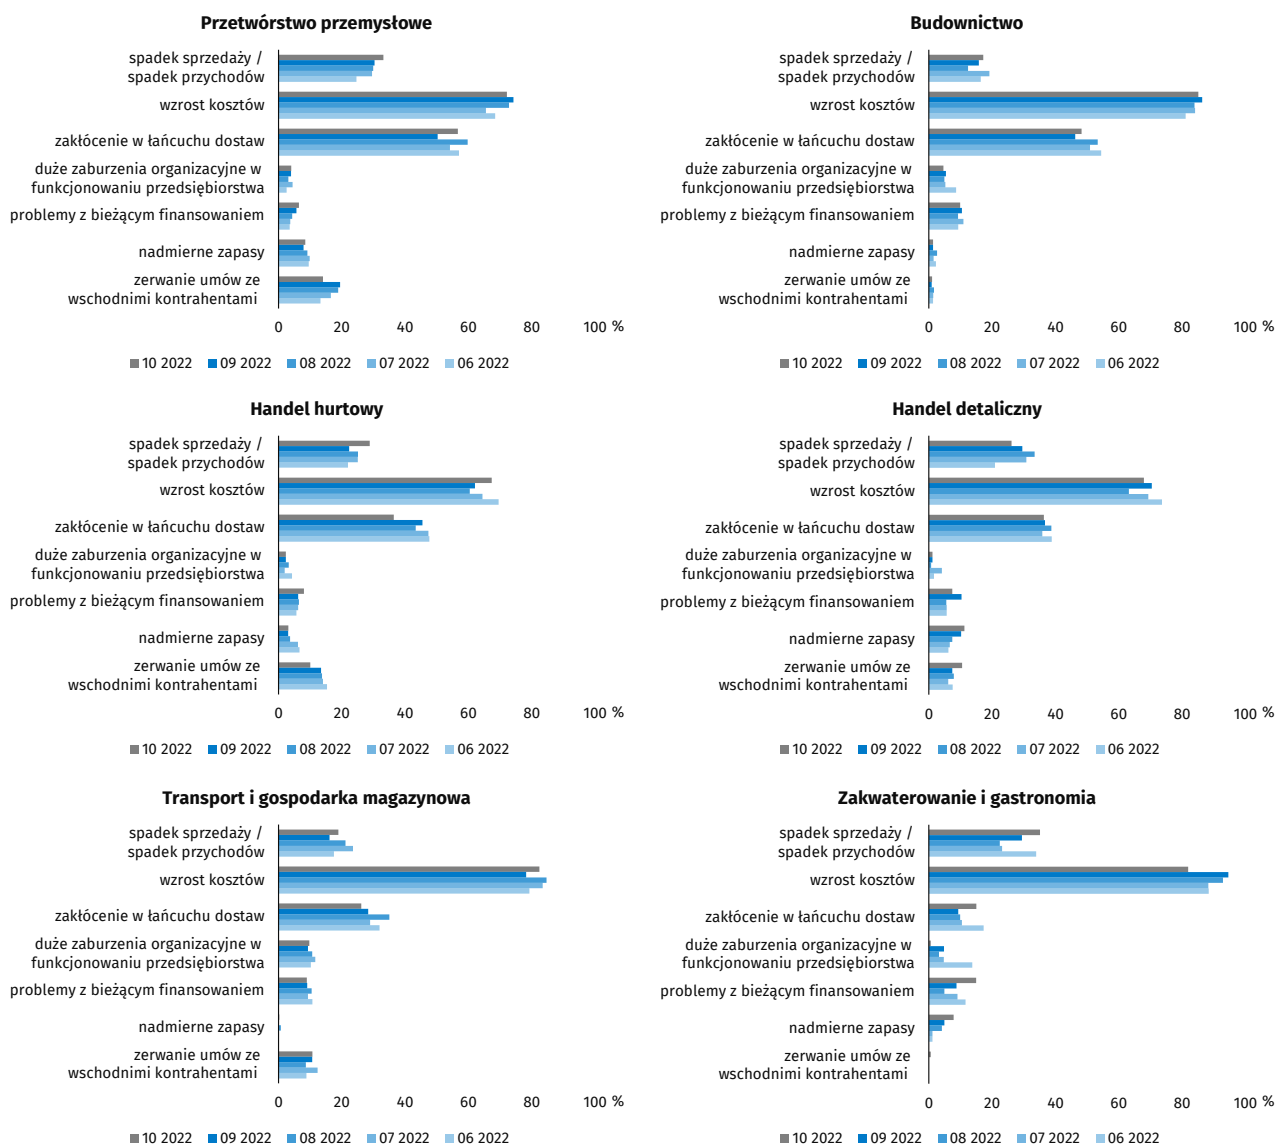 Przetwórstwo przemysłowe
spadek sprzedaży /
spadek przychodów
wzrost kosztów
zakłócenie w łańcuchu dostaw
duże zaburzenia organizacyjne w
funkcjonowaniu przedsiębiorstwa
problemy z bieżącym finansowaniem
nadmierne zapasy
zerwanie umów ze
wschodnimi kontrahentami
0 20 40 60 80 100 %
10 2022 09 2022 08 2022 07 2022 06 2022
Budownictwo
spadek sprzedaży /
spadek przychodów
wzrost kosztów
zakłócenie w łańcuchu dostaw
duże zaburzenia organizacyjne w
funkcjonowaniu przedsiębiorstwa
problemy z bieżącym finansowaniem
nadmierne zapasy
zerwanie umów ze
wschodnimi kontrahentami
0 20 40 60 80 100 %
10 2022 09 2022 08 2022 07 2022 06 2022
Handel hurtowy
spadek sprzedaży /
spadek przychodów
wzrost kosztów
zakłócenie w łańcuchu dostaw
duże zaburzenia organizacyjne w
funkcjonowaniu przedsiębiorstwa
problemy z bieżącym finansowaniem
nadmierne zapasy
zerwanie umów ze
wschodnimi kontrahentami
0 20 40 60 80 100 %
10 2022 09 2022 08 2022 07 2022 06 2022
Handel detaliczny
spadek sprzedaży /
spadek przychodów
wzrost kosztów
zakłócenie w łańcuchu dostaw
duże zaburzenia organizacyjne w
funkcjonowaniu przedsiębiorstwa
problemy z bieżącym finansowaniem
nadmierne zapasy
zerwanie umów ze
wschodnimi kontrahentami
0 20 40 60 80 100 %
10 2022 09 2022 08 2022 07 2022 06 2022
Transport i gospodarka magazynowa
spadek sprzedaży /
spadek przychodów
wzrost kosztów
zakłócenie w łańcuchu dostaw
duże zaburzenia organizacyjne w
funkcjonowaniu przedsiębiorstwa
problemy z bieżącym finansowaniem
nadmierne zapasy
zerwanie umów ze
wschodnimi kontrahentami
0 20 40 60 80 100 %
10 2022 09 2022 08 2022 07 2022 06 2022
Zakwaterowanie i gastronomia
spadek sprzedaży /
spadek przychodów
wzrost kosztów
zakłócenie w łańcuchu dostaw
duże zaburzenia organizacyjne w
funkcjonowaniu przedsiębiorstwa
problemy z bieżącym finansowaniem
nadmierne zapasy
zerwanie umów ze
wschodnimi kontrahentami
0 20 40 60 80 100 %
10 2022 09 2022 08 2022 07 2022 06 2022